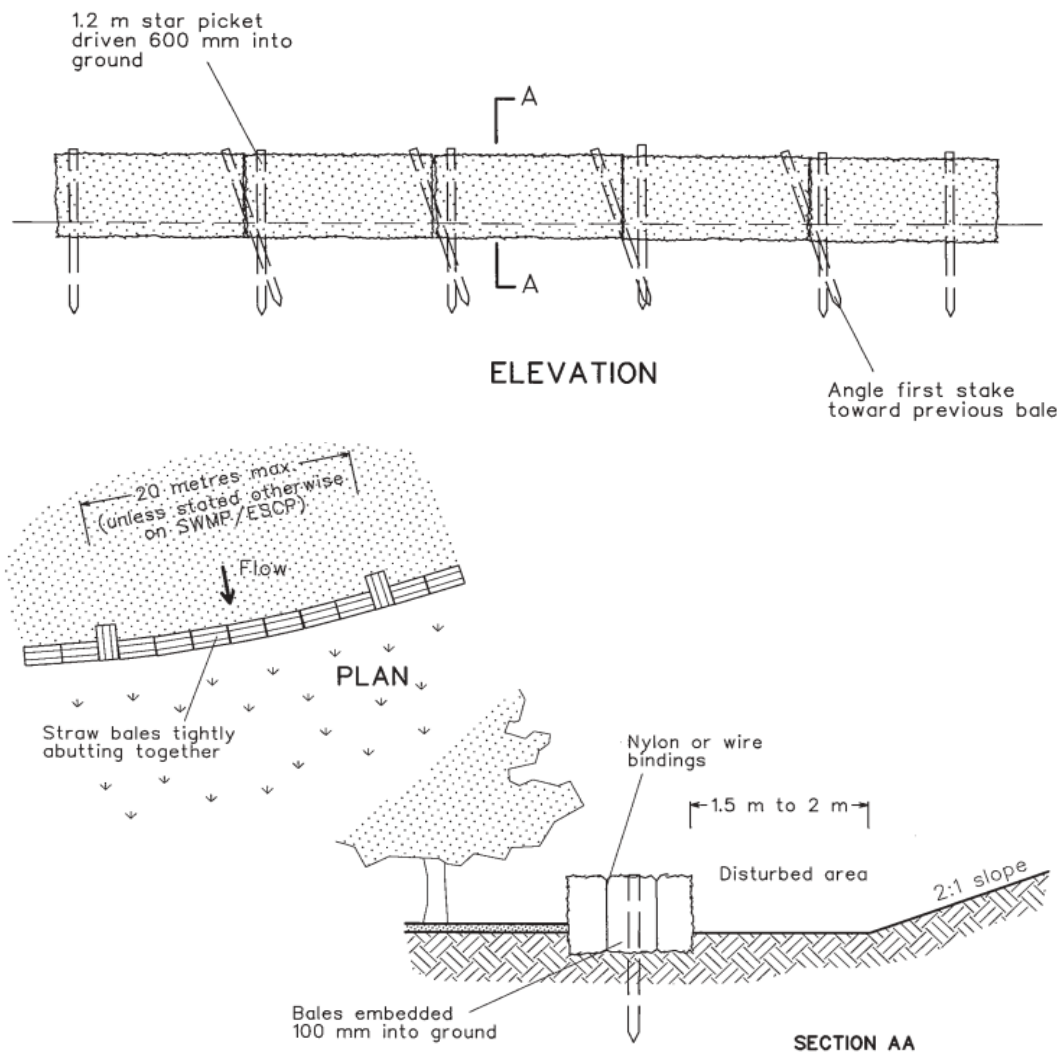 1.2 m star picket
driven 600 mm into
ground
A
A
ELEVATION
Angle first stake
toward previous bale
20 metres max.
(unless stated otherwise
on SWMP/ESCP)
Flow
PLAN
Straw bales tightly
abutting together
Nylon or wire
bindings
1.5 m to 2 m
Disturbed area
2:1 slope
Bales embedded
100 mm into ground
SECTION AA